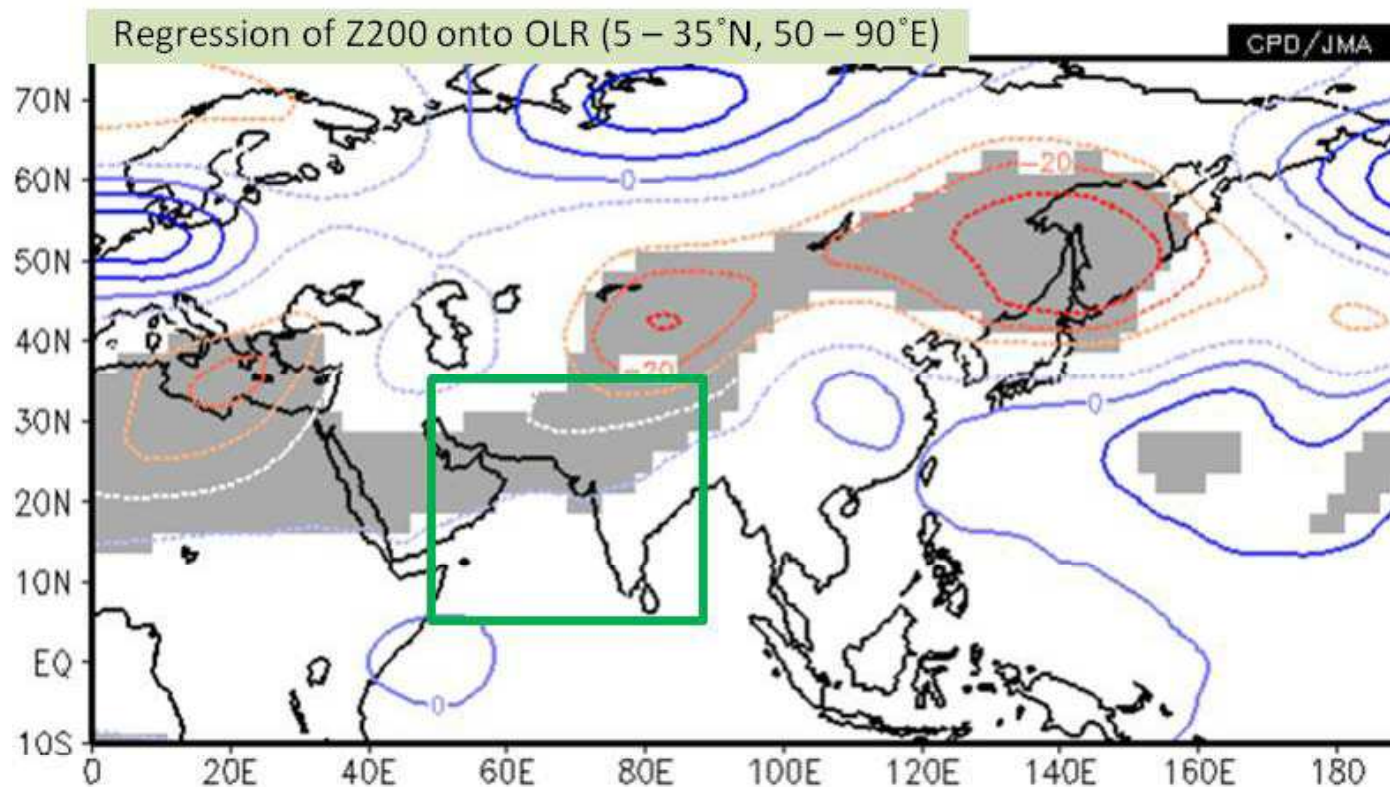 Regression of Z200 onto OLR (5 – 35˚N, 50 – 90˚E)
CPD/JMA
70N
60N
50N
40N
30N
20N
10N
EQ
10S
-20
0
-20
0
0
0 20E 40E 60E 80E 100E 120E 140E 160E 180